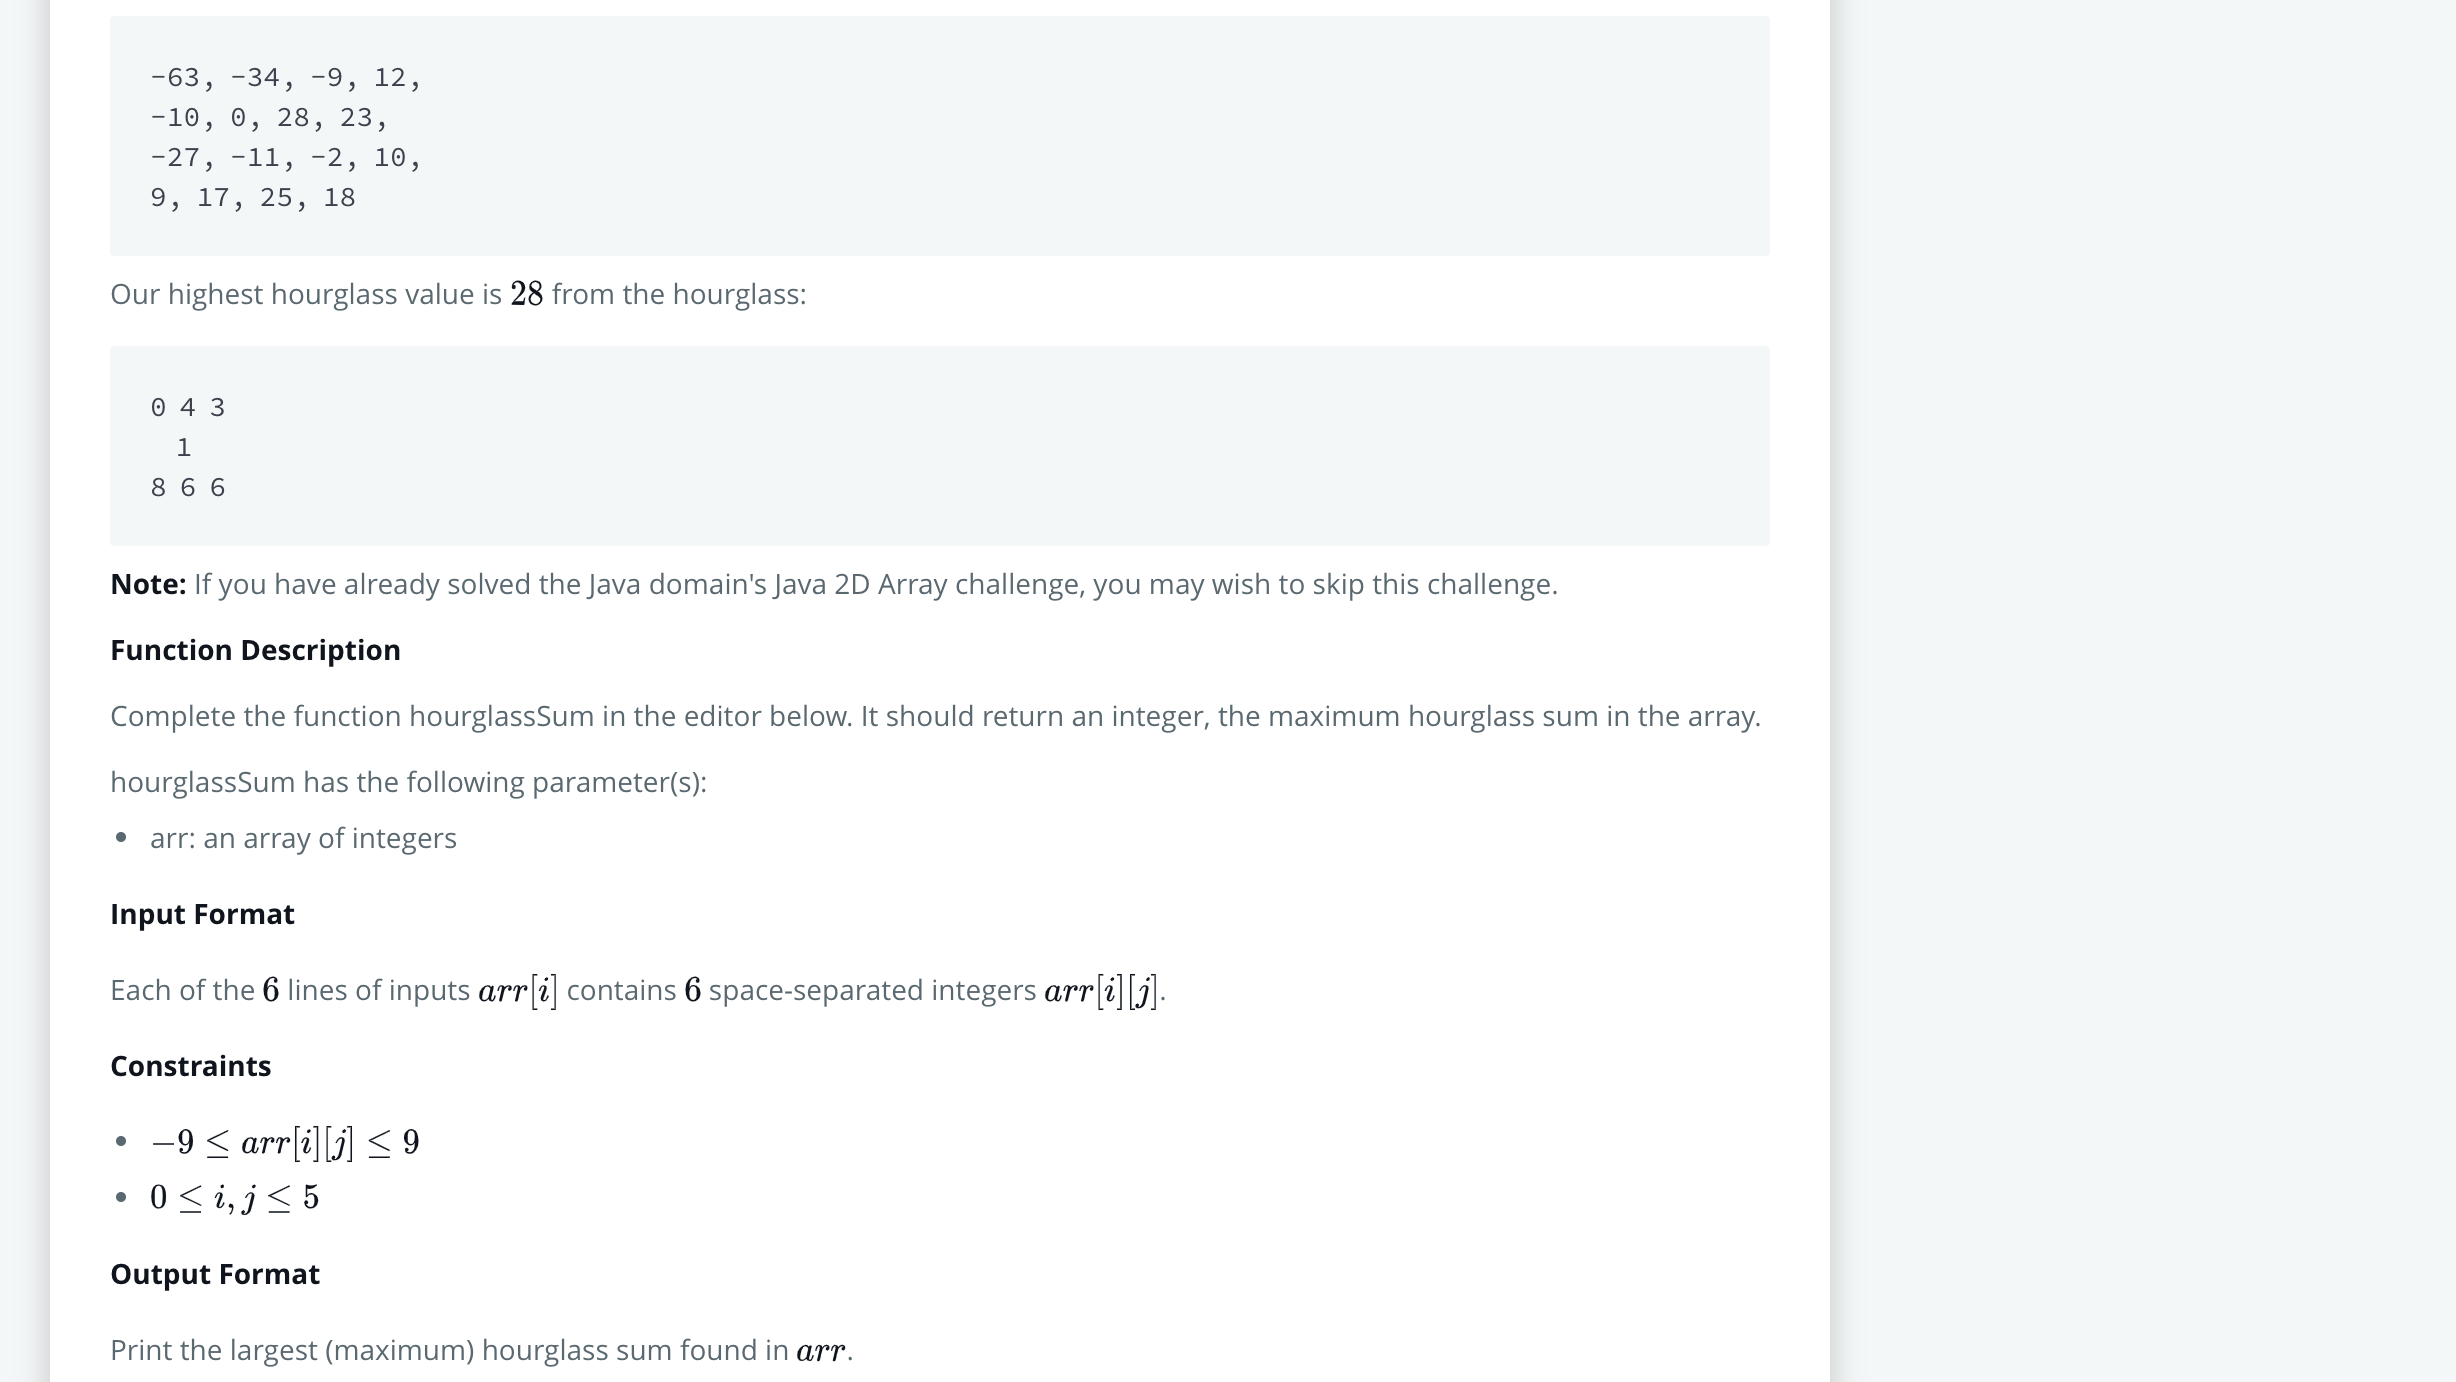 -63, -34, -9, 12,
-10, 0, 28, 23,
-27, -11, -2, 10,
9, 17, 25, 18
Our highest hourglass value is 28 from the hourglass:
0 4 3
1
8 6 6
Note: If you have already solved the Java domain's Java 2D Array challenge, you may wish to skip this challenge.
Function Description
Complete the function hourglassSum in the editor below. It should return an integer, the maximum hourglass sum in the array.
hourglassSum has the following parameter(s):
• arr: an array of integers
Input Format
Each of the 6 lines of inputs arr[i] contains 6 space-separated integers arr[i][j].
Constraints
• −9 ≤ arr[i][j] ≤ 9
• 0 ≤ i, j ≤ 5
Output Format
Print the largest (maximum) hourglass sum found in arr.